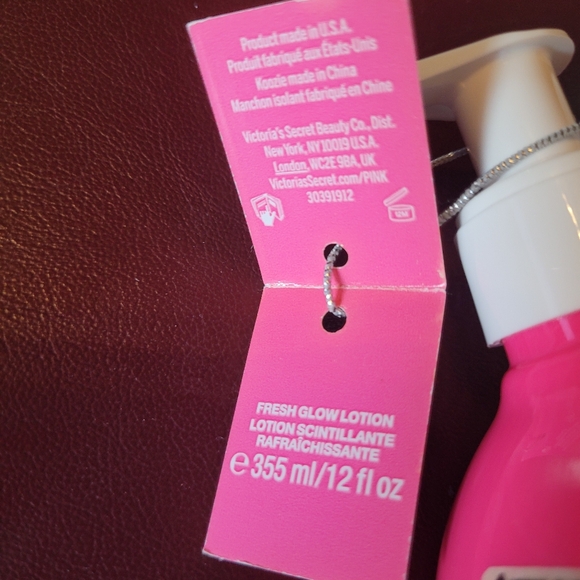 Product made in U.S.A.
Produit fabriqué aux États-Unis
Koozie made in China
Manchon isolant fabriqué en Chine
Victoria's Secret Beauty Co., Dist.
New York, NY 10019 U.S.A.
London, WC2E 9BA, UK
VictoriasSecret.com/PINK
30391912
FRESH GLOW LOTION
LOTION SCINTILLANTE
RAFRAÎCHISSANTE
e 355 ml/12 fl oz